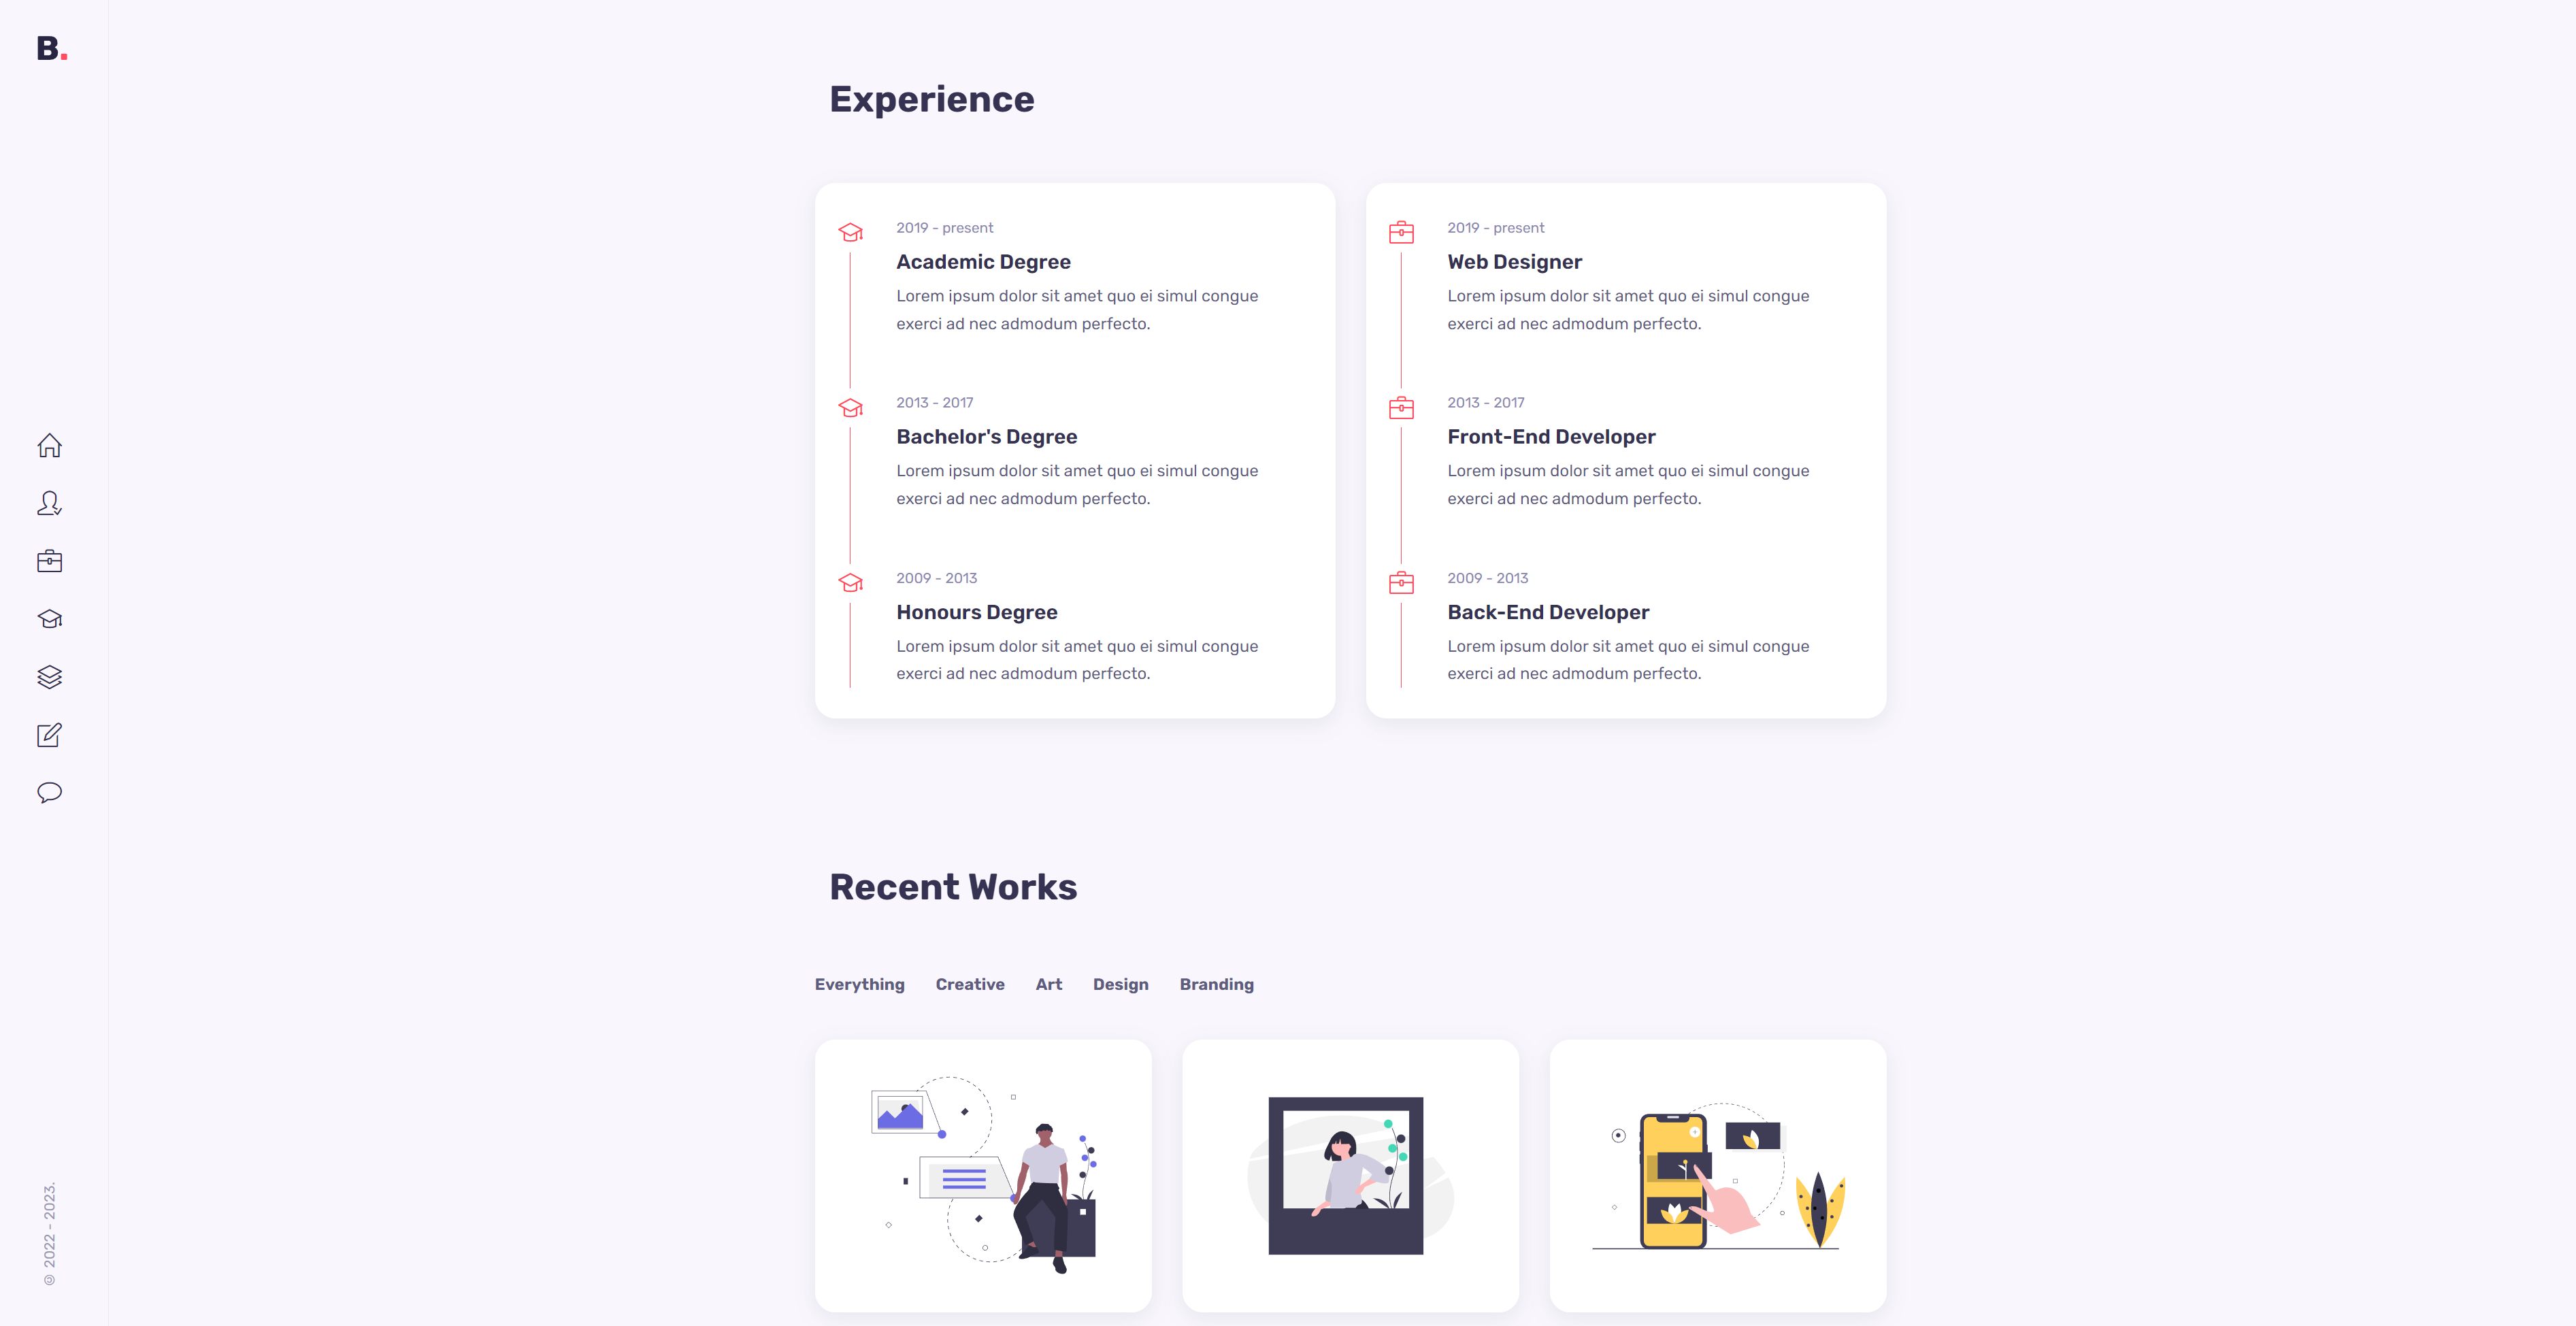 B.
Experience
2019 - present
Academic Degree
Lorem ipsum dolor sit amet quo ei simul congue
exerci ad nec admodum perfecto.
2013 - 2017
Bachelor's Degree
Lorem ipsum dolor sit amet quo ei simul congue
exerci ad nec admodum perfecto.
2009 - 2013
Honours Degree
Lorem ipsum dolor sit amet quo ei simul congue
exerci ad nec admodum perfecto.
2019 - present
Web Designer
Lorem ipsum dolor sit amet quo ei simul congue
exerci ad nec admodum perfecto.
2013 - 2017
Front-End Developer
Lorem ipsum dolor sit amet quo ei simul congue
exerci ad nec admodum perfecto.
2009 - 2013
Back-End Developer
Lorem ipsum dolor sit amet quo ei simul congue
exerci ad nec admodum perfecto.
Recent Works
Everything Creative Art Design Branding
© 2022 - 2023.